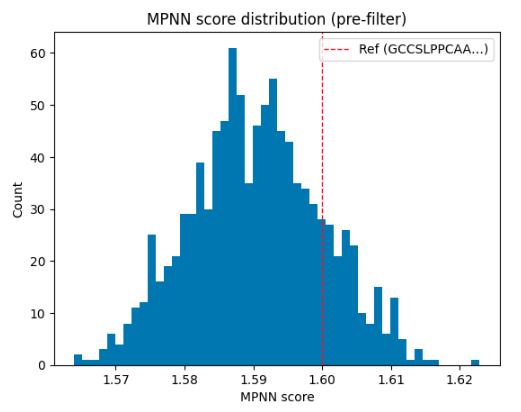 MPNN score distribution (pre-filter)
Ref (GCCSLPPCAA...)
60
50
40
30
20
10
0
Count
1.57 1.58 1.59 1.60 1.61 1.62
MPNN score